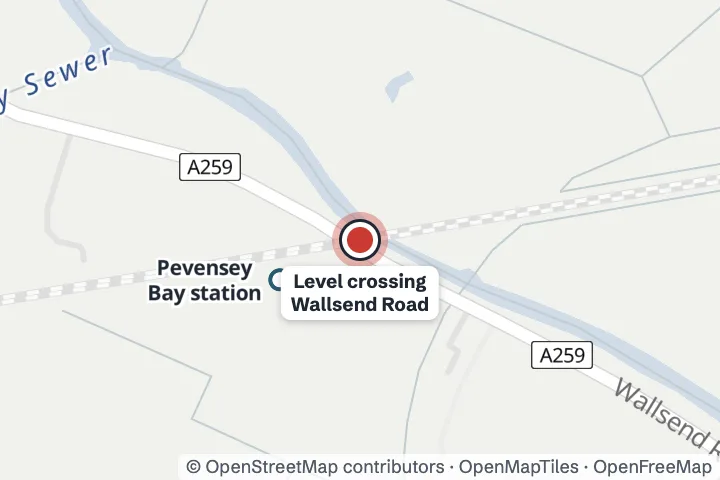 y Sewer
A259
Pevensey
Bay station
Level crossing
Wallsend Road
A259
Wallsend R
© OpenStreetMap contributors · OpenMapTiles · OpenFreeMap